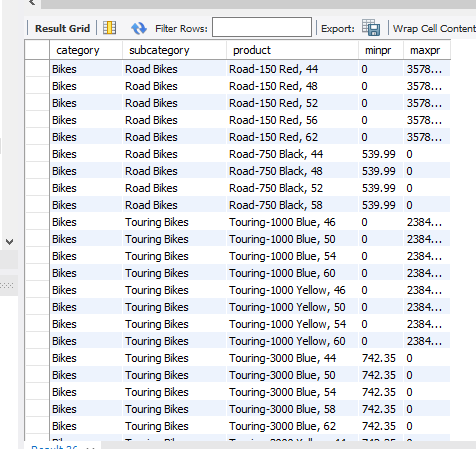 Result Grid Filter Rows: Export: Wrap Cell Content
category subcategory product minpr maxpr
Bikes Road Bikes Road-150 Red, 44 0 3578...
Bikes Road Bikes Road-150 Red, 48 0 3578...
Bikes Road Bikes Road-150 Red, 52 0 3578...
Bikes Road Bikes Road-150 Red, 56 0 3578...
Bikes Road Bikes Road-150 Red, 62 0 3578...
Bikes Road Bikes Road-750 Black, 44 539.99 0
Bikes Road Bikes Road-750 Black, 48 539.99 0
Bikes Road Bikes Road-750 Black, 52 539.99 0
Bikes Road Bikes Road-750 Black, 58 539.99 0
Bikes Touring Bikes Touring-1000 Blue, 46 0 2384...
Bikes Touring Bikes Touring-1000 Blue, 50 0 2384...
Bikes Touring Bikes Touring-1000 Blue, 54 0 2384...
Bikes Touring Bikes Touring-1000 Blue, 60 0 2384...
Bikes Touring Bikes Touring-1000 Yellow, 46 0 2384...
Bikes Touring Bikes Touring-1000 Yellow, 50 0 2384...
Bikes Touring Bikes Touring-1000 Yellow, 54 0 2384...
Bikes Touring Bikes Touring-1000 Yellow, 60 0 2384...
Bikes Touring Bikes Touring-3000 Blue, 44 742.35 0
Bikes Touring Bikes Touring-3000 Blue, 50 742.35 0
Bikes Touring Bikes Touring-3000 Blue, 54 742.35 0
Bikes Touring Bikes Touring-3000 Blue, 58 742.35 0
Bikes Touring Bikes Touring-3000 Blue, 62 742.35 0